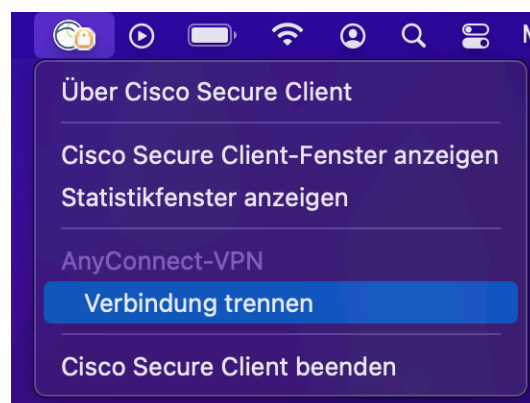 Über Cisco Secure Client
Cisco Secure Client-Fenster anzeigen
Statistikfenster anzeigen
AnyConnect-VPN
Verbindung trennen
Cisco Secure Client beenden